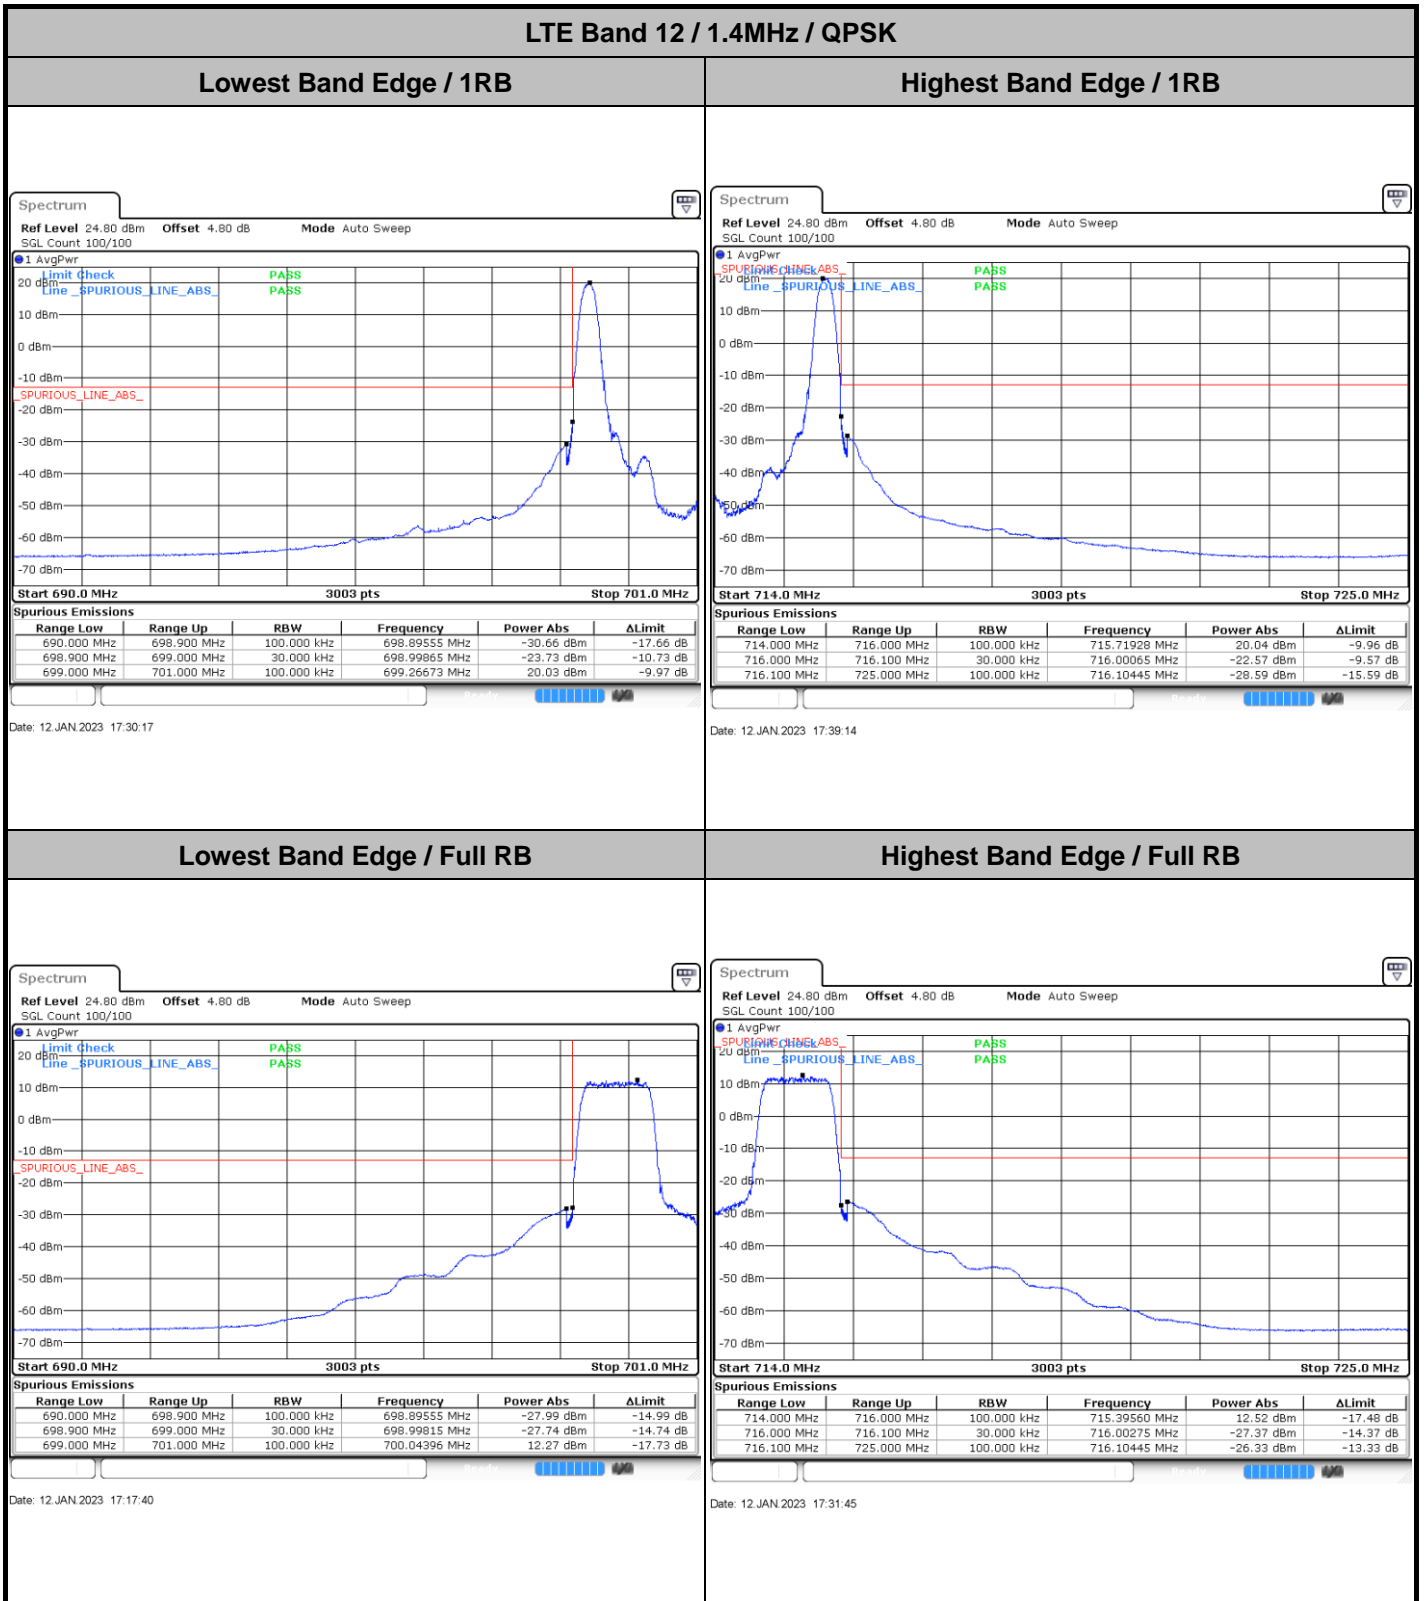 LTE Band 12 / 1.4MHz / QPSK
Lowest Band Edge / 1RB
Highest Band Edge / 1RB
Spectrum
Ref Level 24.80 dBm Offset 4.80 dB Mode Auto Sweep
SGL Count 100/100
1 AvgPwr
Limit Check PASS
20 dBm
Line _SPURIOUS_LINE_ABS_ PASS
10 dBm
0 dBm
-10 dBm
_SPURIOUS_LINE_ABS_
-20 dBm
-30 dBm
-40 dBm
-50 dBm
-60 dBm
-70 dBm
Start 690.0 MHz 3003 pts Stop 701.0 MHz
Spurious Emissions
Range Low Range Up RBW Frequency Power Abs ΔLimit
690.000 MHz 698.900 MHz 100.000 kHz 698.89555 MHz -30.66 dBm -17.66 dB
698.900 MHz 699.000 MHz 30.000 kHz 698.99865 MHz -23.73 dBm -10.73 dB
699.000 MHz 701.000 MHz 100.000 kHz 699.26673 MHz 20.03 dBm -9.97 dB
Ready
Date: 12.JAN.2023 17:30:17
Spectrum
Ref Level 24.80 dBm Offset 4.80 dB Mode Auto Sweep
SGL Count 100/100
1 AvgPwr
_SPURIOUS_LINE_ABS_
Limit Check PASS
20 dBm
Line _SPURIOUS_LINE_ABS_ PASS
10 dBm
0 dBm
-10 dBm
-20 dBm
-30 dBm
-40 dBm
-50 dBm
-60 dBm
-70 dBm
Start 714.0 MHz 3003 pts Stop 725.0 MHz
Spurious Emissions
Range Low Range Up RBW Frequency Power Abs ΔLimit
714.000 MHz 716.000 MHz 100.000 kHz 715.71928 MHz 20.04 dBm -9.96 dB
716.000 MHz 716.100 MHz 30.000 kHz 716.00065 MHz -22.57 dBm -9.57 dB
716.100 MHz 725.000 MHz 100.000 kHz 716.10445 MHz -28.59 dBm -15.59 dB
Ready
Date: 12.JAN.2023 17:39:14
Lowest Band Edge / Full RB
Highest Band Edge / Full RB
Spectrum
Ref Level 24.80 dBm Offset 4.80 dB Mode Auto Sweep
SGL Count 100/100
1 AvgPwr
Limit Check PASS
20 dBm
Line _SPURIOUS_LINE_ABS_ PASS
10 dBm
0 dBm
-10 dBm
_SPURIOUS_LINE_ABS_
-20 dBm
-30 dBm
-40 dBm
-50 dBm
-60 dBm
-70 dBm
Start 690.0 MHz 3003 pts Stop 701.0 MHz
Spurious Emissions
Range Low Range Up RBW Frequency Power Abs ΔLimit
690.000 MHz 698.900 MHz 100.000 kHz 698.89555 MHz -27.99 dBm -14.99 dB
698.900 MHz 699.000 MHz 30.000 kHz 698.99815 MHz -27.74 dBm -14.74 dB
699.000 MHz 701.000 MHz 100.000 kHz 700.04396 MHz 12.27 dBm -17.73 dB
Ready
Date: 12.JAN.2023 17:17:40
Spectrum
Ref Level 24.80 dBm Offset 4.80 dB Mode Auto Sweep
SGL Count 100/100
1 AvgPwr
_SPURIOUS_LINE_ABS_
Limit Check PASS
20 dBm
Line _SPURIOUS_LINE_ABS_ PASS
10 dBm
0 dBm
-10 dBm
-20 dBm
-30 dBm
-40 dBm
-50 dBm
-60 dBm
-70 dBm
Start 714.0 MHz 3003 pts Stop 725.0 MHz
Spurious Emissions
Range Low Range Up RBW Frequency Power Abs ΔLimit
714.000 MHz 716.000 MHz 100.000 kHz 715.39560 MHz 12.52 dBm -17.48 dB
716.000 MHz 716.100 MHz 30.000 kHz 716.00275 MHz -27.37 dBm -14.37 dB
716.100 MHz 725.000 MHz 100.000 kHz 716.10445 MHz -26.33 dBm -13.33 dB
Ready
Date: 12.JAN.2023 17:31:45